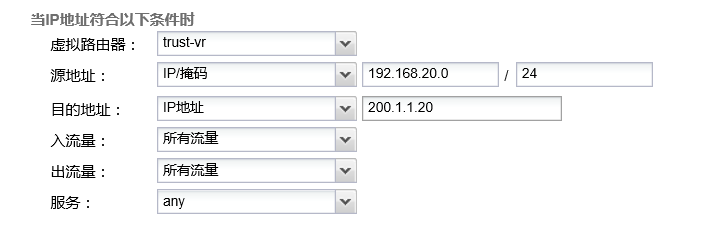 当IP地址符合以下条件时
虚拟路由器： trust-vr
源地址： IP/掩码 192.168.20.0 / 24
目的地址： IP地址 200.1.1.20
入流量： 所有流量
出流量： 所有流量
服务： any